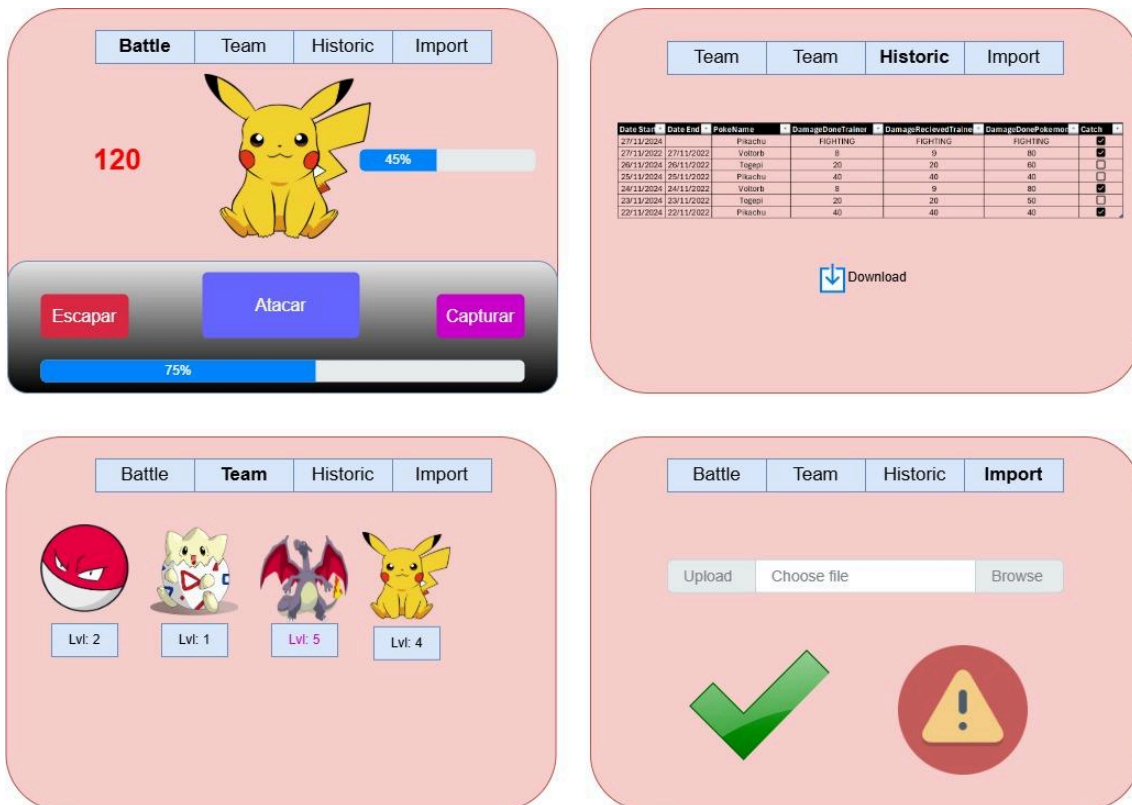 Battle Team Historic Import
120
45%
Escapar Atacar Capturar
75%
Team Team Historic Import
Date Start Date End PokeName DamageDoneTrainer DamageRecievedTraine DamageDonePokemon Catch
27/11/2024 Pikachu FIGHTING FIGHTING FIGHTING
27/11/2022 27/11/2022 Voltorb 8 9 80
26/11/2024 26/11/2022 Togepi 20 20 60
25/11/2024 25/11/2022 Pikachu 40 40 40
24/11/2024 24/11/2022 Voltorb 8 9 80
23/11/2024 23/11/2022 Togepi 20 20 50
22/11/2024 22/11/2022 Pikachu 40 40 40
Download
Battle Team Historic Import
Lvl: 2 Lvl: 1 Lvl: 5 Lvl: 4
Battle Team Historic Import
Upload Choose file Browse